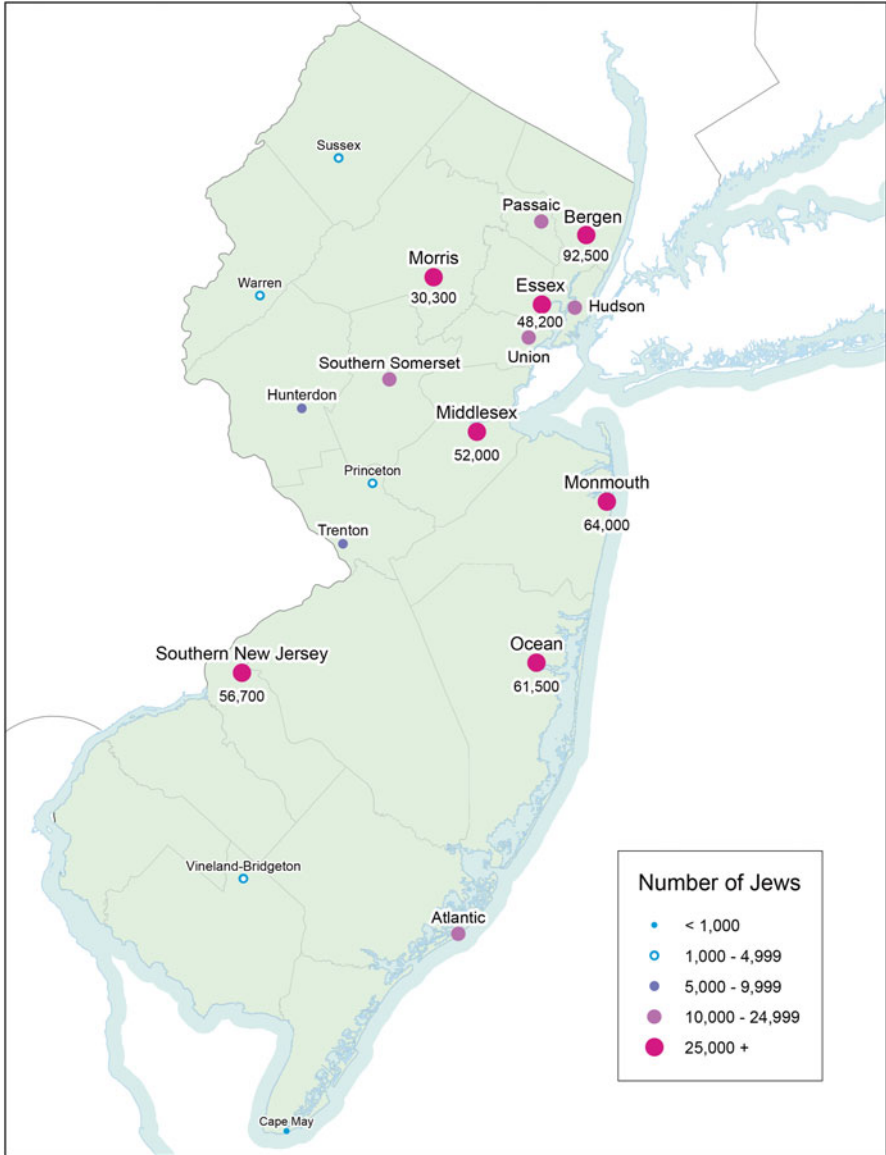 Sussex
Passaic
Bergen
92,500
Morris
30,300
Warren
Essex
48,200
Hudson
Union
Southern Somerset
Hunterdon
Middlesex
52,000
Princeton
Monmouth
64,000
Trenton
Southern New Jersey
56,700
Ocean
61,500
Vineland-Bridgeton
Atlantic
Cape May
Number of Jews
< 1,000
1,000 - 4,999
5,000 - 9,999
10,000 - 24,999
25,000 +